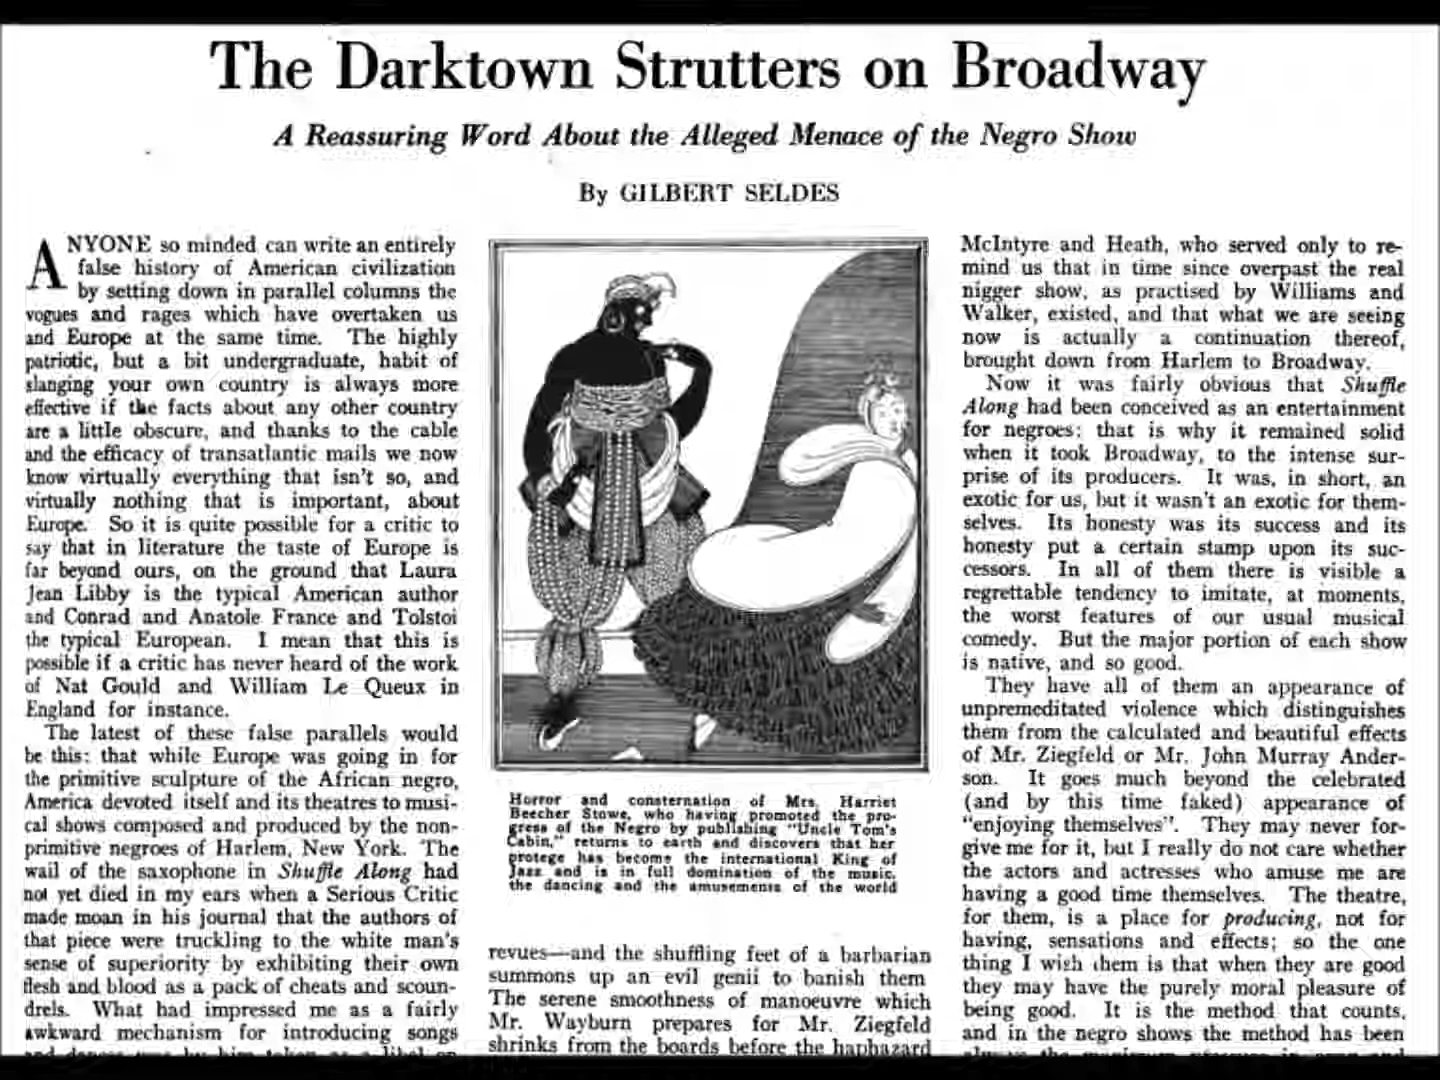 The Darktown Strutters on Broadway
A Reassuring Word About the Alleged Menace of the Negro Show
By GILBERT SELDES
ANYONE so minded can write an entirely
false history of American civilization
by setting down in parallel columns the
vogues and rages which have overtaken us
and Europe at the same time. The highly
patriotic, but a bit undergraduate, habit of
slanging your own country is always more
effective if the facts about any other country
are a little obscure, and thanks to the cable
and the efficacy of transatlantic mails we now
know virtually everything that isn't so, and
virtually nothing that is important, about
Europe. So it is quite possible for a critic to
say that in literature the taste of Europe is
far beyond ours, on the ground that Laura
Jean Libby is the typical American author
and Conrad and Anatole France and Tolstoi
the typical European. I mean that this is
possible if a critic has never heard of the work
of Nat Gould and William Le Queux in
England for instance.
The latest of these false parallels would
be this: that while Europe was going in for
the primitive sculpture of the African negro,
America devoted itself and its theatres to musi-
cal shows composed and produced by the non-
primitive negroes of Harlem, New York. The
wail of the saxophone in Shuffle Along had
not yet died in my ears when a Serious Critic
made moan in his journal that the authors of
that piece were truckling to the white man's
sense of superiority by exhibiting their own
flesh and blood as a pack of cheats and scoun-
drels. What had impressed me as a fairly
awkward mechanism for introducing songs
Horror and consternation of Mrs. Harriet
Beecher Stowe, who having promoted the pro-
gress of the Negro by publishing "Uncle Tom's
Cabin," returns to earth and discovers that her
protege has become the international King of
Jazz and is in full domination of the music,
the dancing and the amusements of the world
revues—and the shuffling feet of a barbarian
summons up an evil genii to banish them
The serene smoothness of manoeuvre which
Mr. Wayburn prepares for Mr. Ziegfeld
shrinks from the boards before the haphazard
McIntyre and Heath, who served only to re-
mind us that in time since overpast the real
nigger show, as practised by Williams and
Walker, existed, and that what we are seeing
now is actually a continuation thereof,
brought down from Harlem to Broadway.
Now it was fairly obvious that Shuffle
Along had been conceived as an entertainment
for negroes; that is why it remained solid
when it took Broadway, to the intense sur-
prise of its producers. It was, in short, an
exotic for us, but it wasn't an exotic for them-
selves. Its honesty was its success and its
honesty put a certain stamp upon its suc-
cessors. In all of them there is visible a
regrettable tendency to imitate, at moments,
the worst features of our usual musical
comedy. But the major portion of each show
is native, and so good.
They have all of them an appearance of
unpremeditated violence which distinguishes
them from the calculated and beautiful effects
of Mr. Ziegfeld or Mr. John Murray Ander-
son. It goes much beyond the celebrated
(and by this time faked) appearance of
"enjoying themselves". They may never for-
give me for it, but I really do not care whether
the actors and actresses who amuse me are
having a good time themselves. The theatre,
for them, is a place for producing, not for
having, sensations and effects; so the one
thing I wish them is that when they are good
they may have the purely moral pleasure of
being good. It is the method that counts,
and in the negro shows the method has been